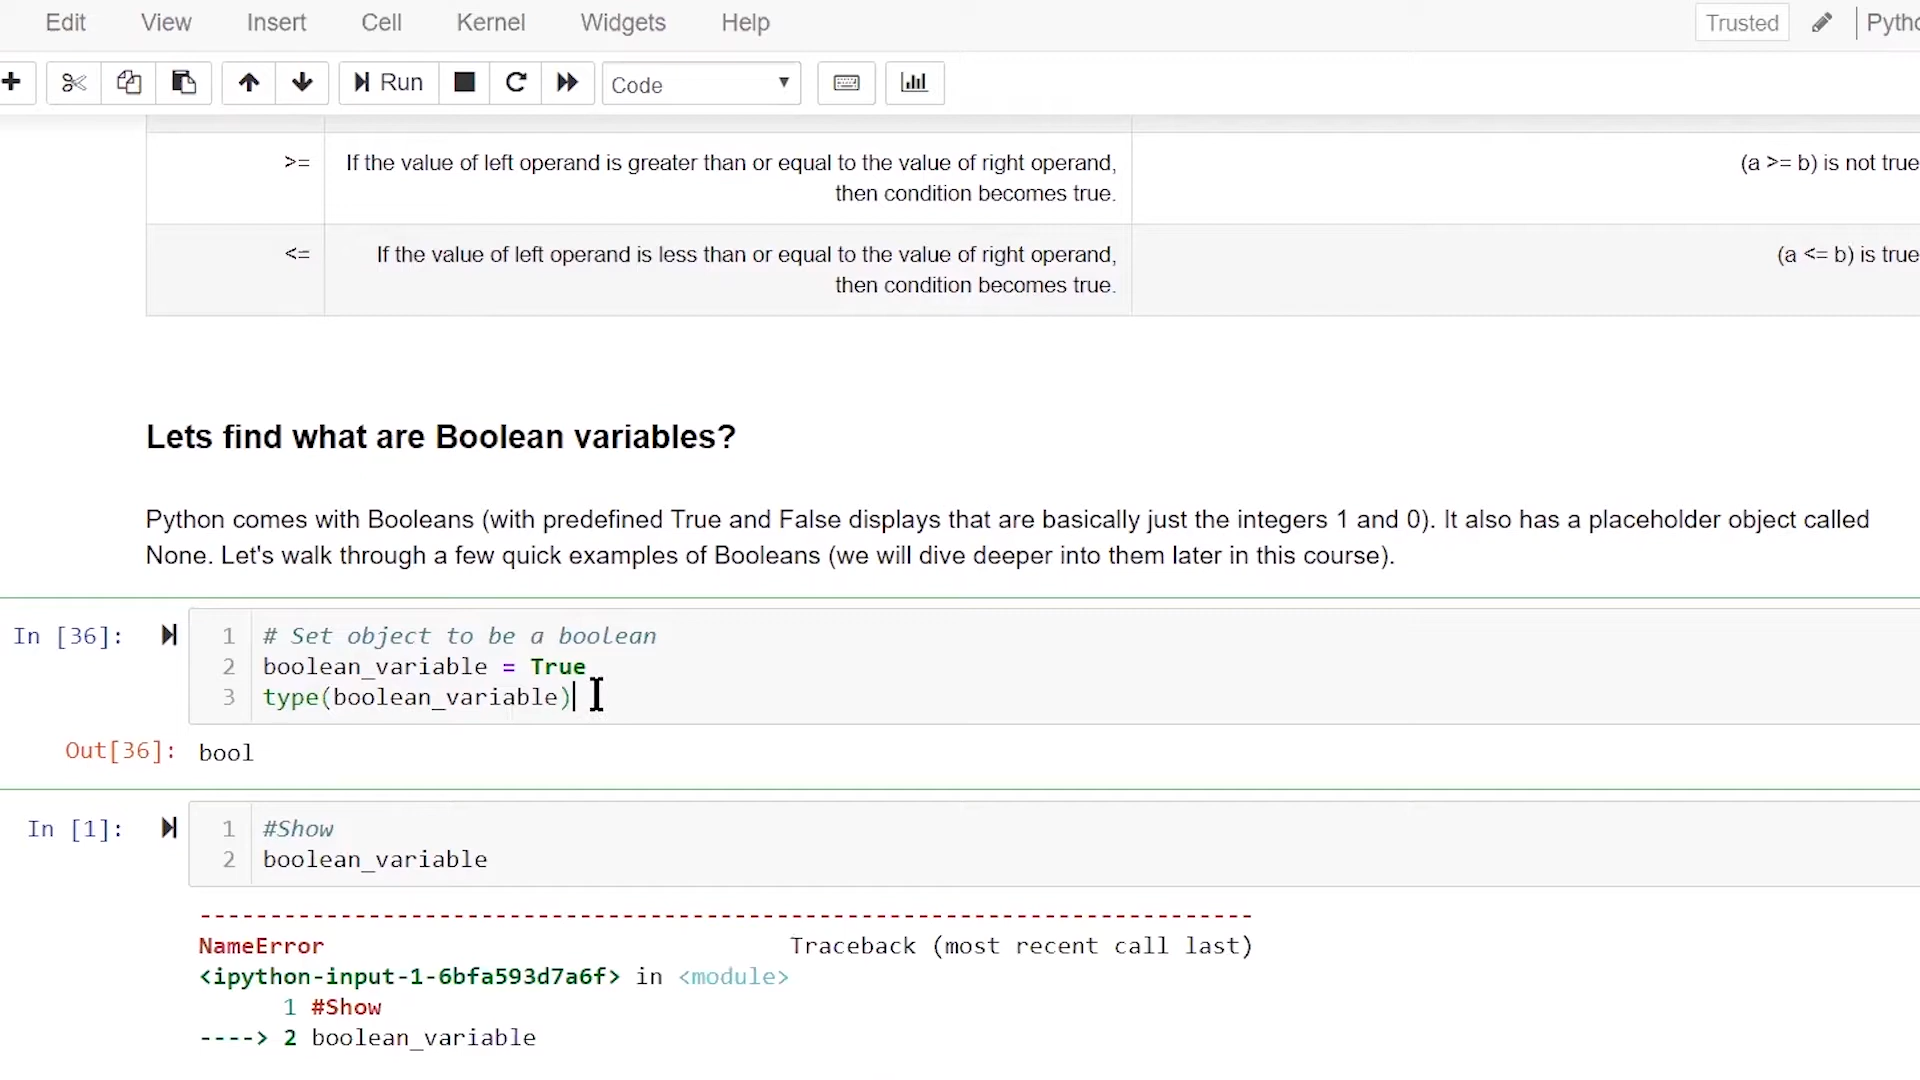 Edit View Insert Cell Kernel Widgets Help Trusted
Run Code
>= If the value of left operand is greater than or equal to the value of right operand, (a >= b) is not true
then condition becomes true.
<= If the value of left operand is less than or equal to the value of right operand, (a <= b) is true
then condition becomes true.
Lets find what are Boolean variables?
Python comes with Booleans (with predefined True and False displays that are basically just the integers 1 and 0). It also has a placeholder object called
None. Let's walk through a few quick examples of Booleans (we will dive deeper into them later in this course).
In [36]: 1 # Set object to be a boolean
2 boolean_variable = True
3 type(boolean_variable)
Out[36]: bool
In [1]: 1 #Show
2 boolean_variable
---------------------------------------------------------------------------
NameError Traceback (most recent call last)
<ipython-input-1-6bfa593d7a6f> in <module>
1 #Show
----> 2 boolean_variable